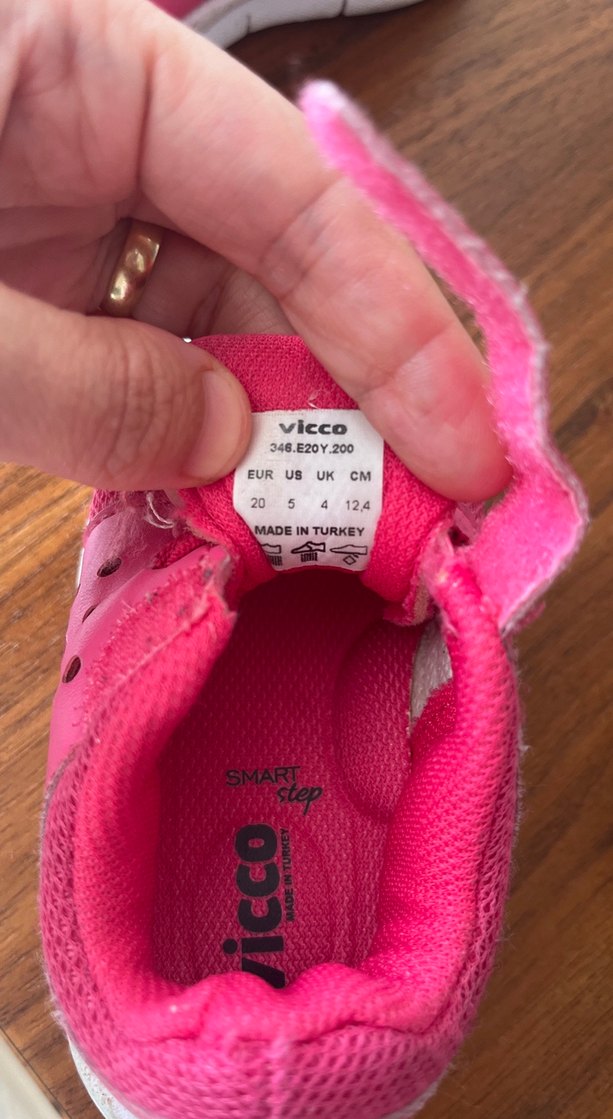 vicco
346.E20Y.200
EUR US UK CM
20 5 4 12,4
MADE IN TURKEY
SMART
step
vicco
MADE IN TURKEY